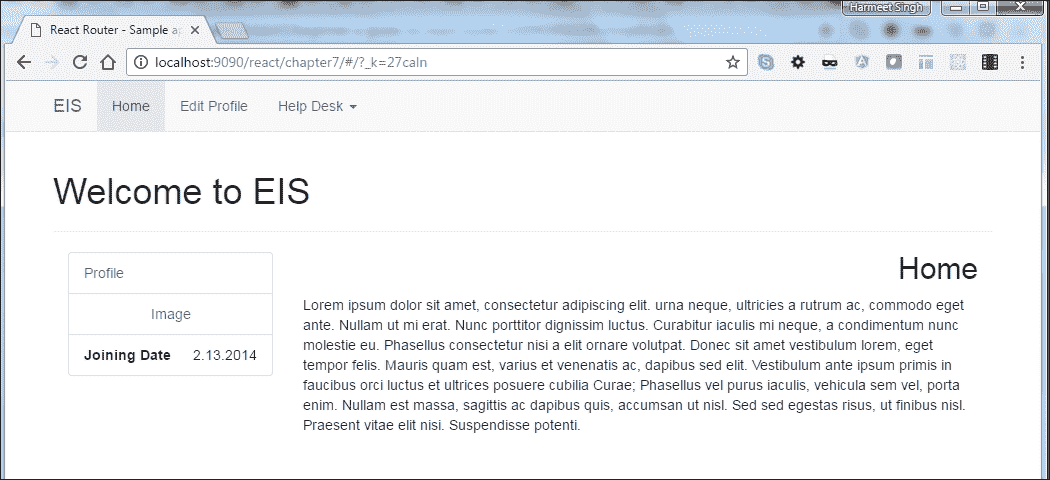 Harmeet Singh
React Router - Sample ap
localhost:9090/react/chapter7/#/?_k=27caln
EIS Home Edit Profile Help Desk
Welcome to EIS
Profile
Image
Joining Date 2.13.2014
Home
Lorem ipsum dolor sit amet, consectetur adipiscing elit. urna neque, ultricies a rutrum ac, commodo eget
ante. Nullam ut mi erat. Nunc porttitor dignissim luctus. Curabitur iaculis mi neque, a condimentum nunc
molestie eu. Phasellus consectetur nisi a elit ornare volutpat. Donec sit amet vestibulum lorem, eget
tempor felis. Mauris quam est, varius et venenatis ac, dapibus sed elit. Vestibulum ante ipsum primis in
faucibus orci luctus et ultrices posuere cubilia Curae; Phasellus vel purus iaculis, vehicula sem vel, porta
enim. Nullam est massa, sagittis ac dapibus quis, accumsan ut nisl. Sed sed egestas risus, ut finibus nisl.
Praesent vitae elit nisi. Suspendisse potenti.